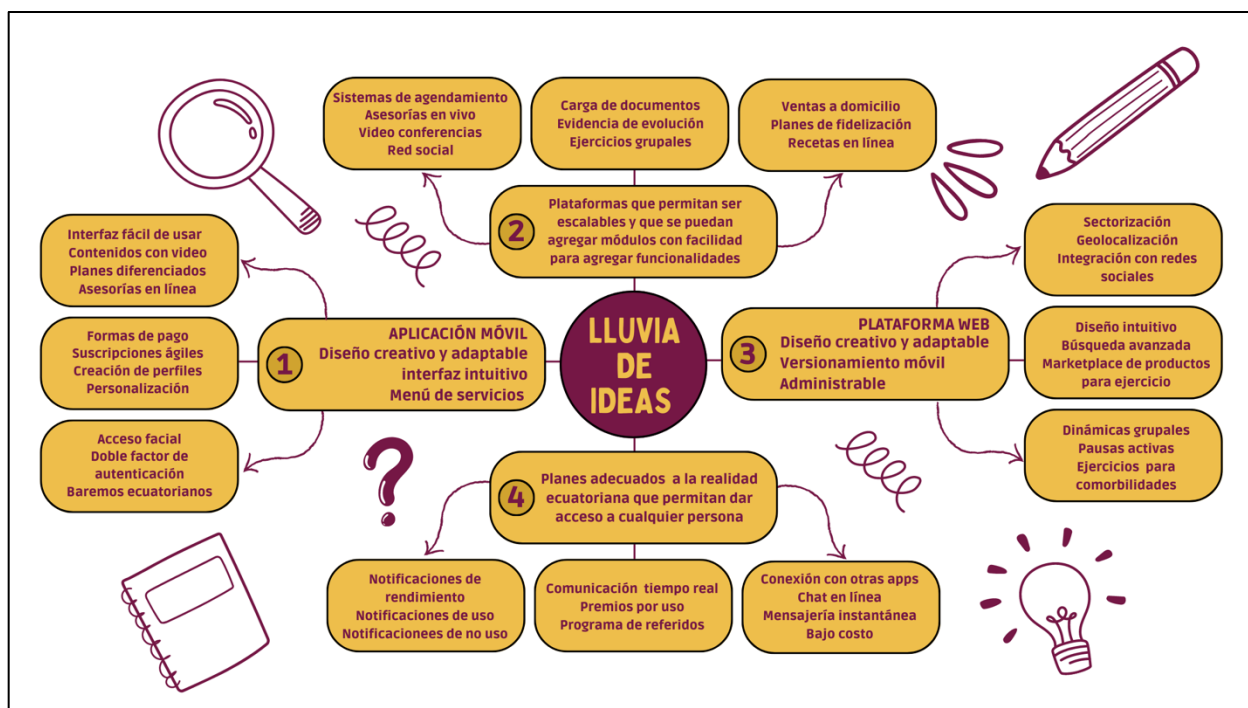 Sistemas de agendamiento
Asesorías en vivo
Video conferencias
Red social
Carga de documentos
Evidencia de evolución
Ejercicios grupales
Ventas a domicilio
Planes de fidelización
Recetas en línea
2
Plataformas que permitan ser
escalables y que se puedan
agregar módulos con facilidad
para agregar funcionalidades
Interfaz fácil de usar
Contenidos con video
Planes diferenciados
Asesorías en línea
Formas de pago
Suscripciones ágiles
Creación de perfiles
Personalización
Acceso facial
Doble factor de
autenticación
Baremos ecuatorianos
1
APLICACIÓN MÓVIL
Diseño creativo y adaptable
interfaz intuitivo
Menú de servicios
LLUVIA
DE
IDEAS
3
PLATAFORMA WEB
Diseño creativo y adaptable
Versionamiento móvil
Administrable
Sectorización
Geolocalización
Integración con redes
sociales
Diseño intuitivo
Búsqueda avanzada
Marketplace de productos
para ejercicio
Dinámicas grupales
Pausas activas
Ejercicios para
comorbilidades
4
Planes adecuados a la realidad
ecuatoriana que permitan dar
acceso a cualquier persona
Notificaciones de
rendimiento
Notificaciones de uso
Notificacionees de no uso
Comunicación tiempo real
Premios por uso
Programa de referidos
Conexión con otras apps
Chat en línea
Mensajería instantánea
Bajo costo